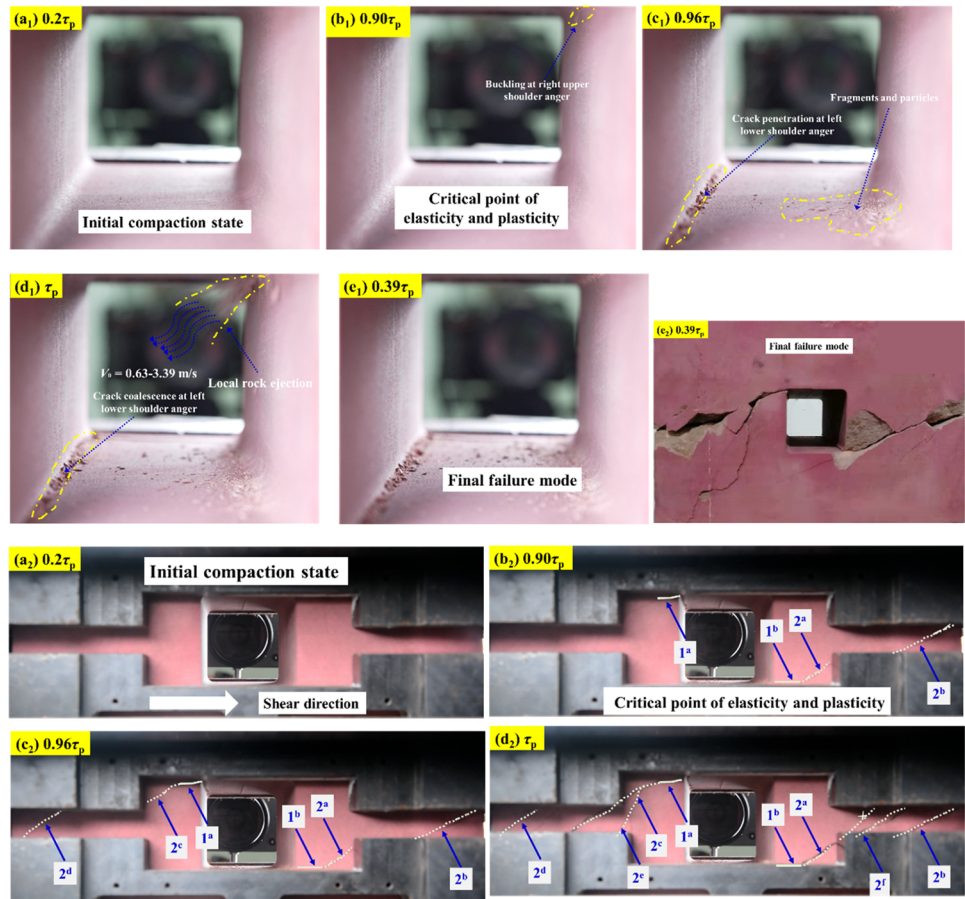 (a₁) 0.2τₚ
Initial compaction state
(b₁) 0.90τₚ
Buckling at right upper
shoulder anger
Critical point of
elasticity and plasticity
(c₁) 0.96τₚ
Fragments and particles
Crack penetration at left
lower shoulder anger
(d₁) τₚ
V₀ = 0.63-3.39 m/s
Local rock ejection
Crack coalescence at left
lower shoulder anger
(e₁) 0.39τₚ
Final failure mode
(e₂) 0.39τₚ
Final failure mode
(a₂) 0.2τₚ
Initial compaction state
Shear direction
(b₂) 0.90τₚ
1ᵃ
1ᵇ
2ᵃ
2ᵇ
Critical point of elasticity and plasticity
(c₂) 0.96τₚ
2ᵈ
2ᶜ
1ᵃ
1ᵇ
2ᵃ
2ᵇ
(d₂) τₚ
2ᵈ
2ᵉ
2ᶜ
1ᵃ
1ᵇ
2ᵃ
2ᶠ
2ᵇ